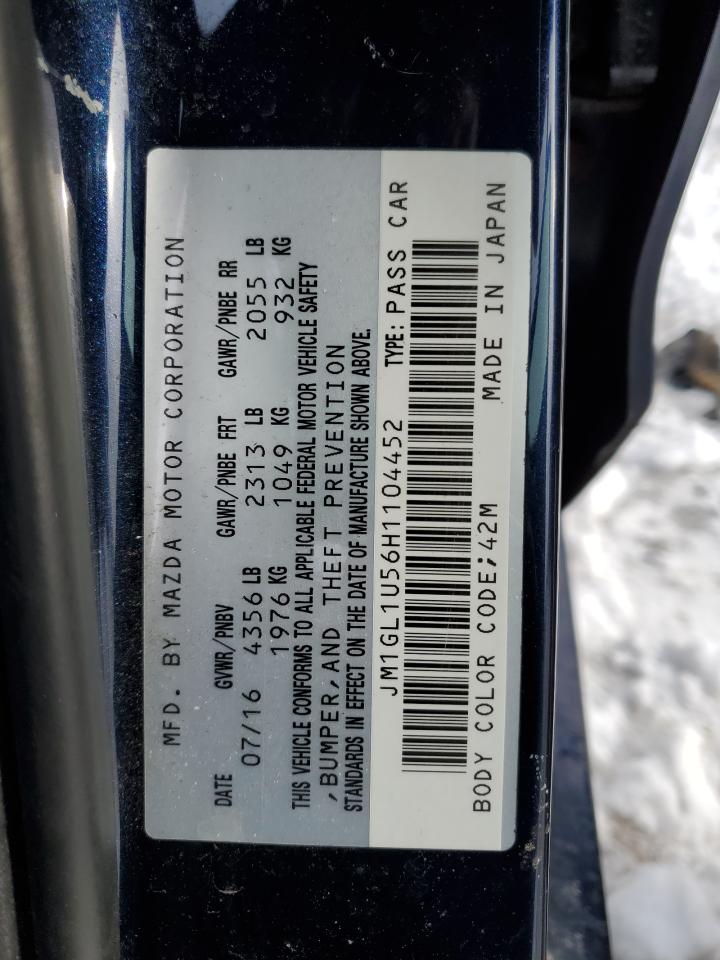 MFD. BY MAZDA MOTOR CORPORATION
DATE GVWR/PNBV GAWR/PNBE FRT GAWR/PNBE RR
07/16 4356 LB 2313 LB 2055 LB
1976 KG 1049 KG 932 KG
THIS VEHICLE CONFORMS TO ALL APPLICABLE FEDERAL MOTOR VEHICLE SAFETY
,BUMPER,AND THEFT PREVENTION
STANDARDS IN EFFECT ON THE DATE OF MANUFACTURE SHOWN ABOVE.
JM1GL1U56H1104452 TYPE: PASS CAR
BODY COLOR CODE;42M MADE IN JAPAN